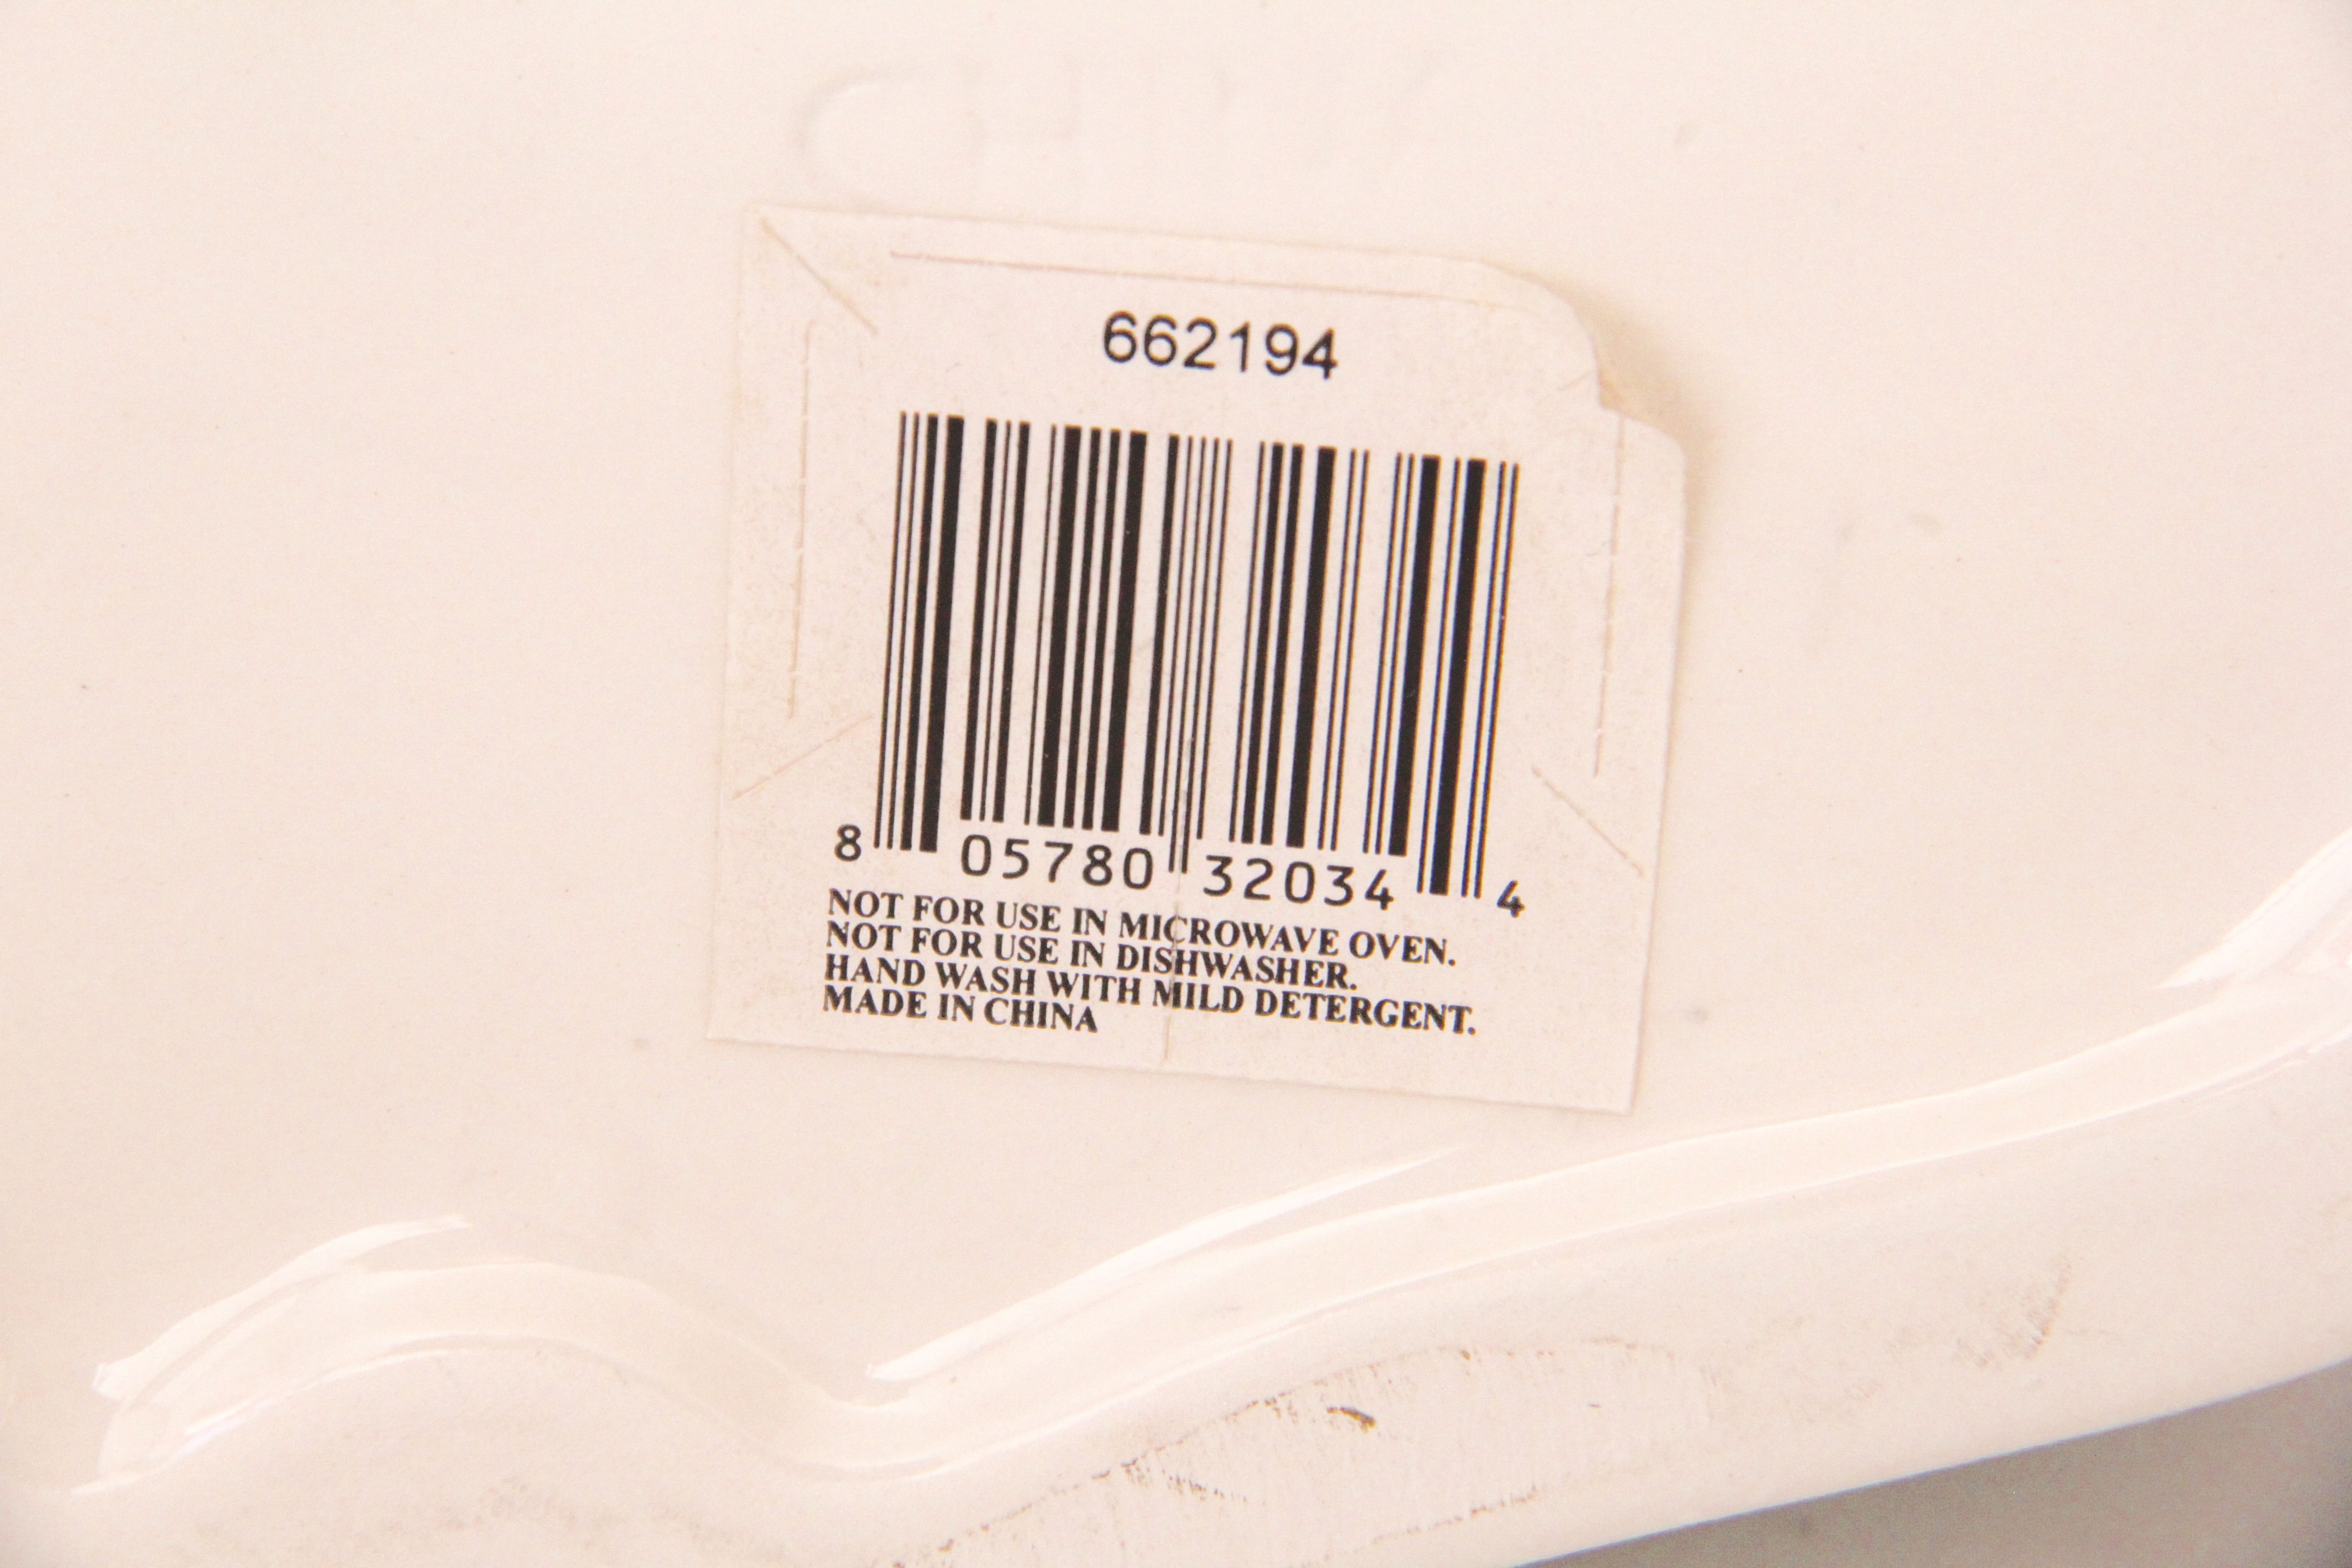 662194
8 05780 32034 4
NOT FOR USE IN MICROWAVE OVEN.
NOT FOR USE IN DISHWASHER.
HAND WASH WITH MILD DETERGENT.
MADE IN CHINA